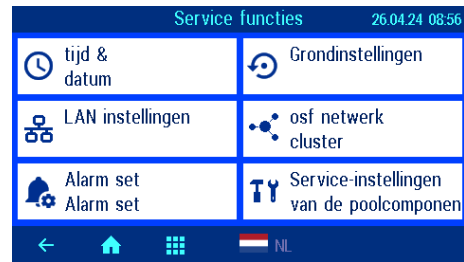 Service functies 26.04.24 08:56
tijd &
datum
Grondinstellingen
LAN instellingen
osf netwerk
cluster
Alarm set
Alarm set
Service-instellingen
van de poolcomponen
NL